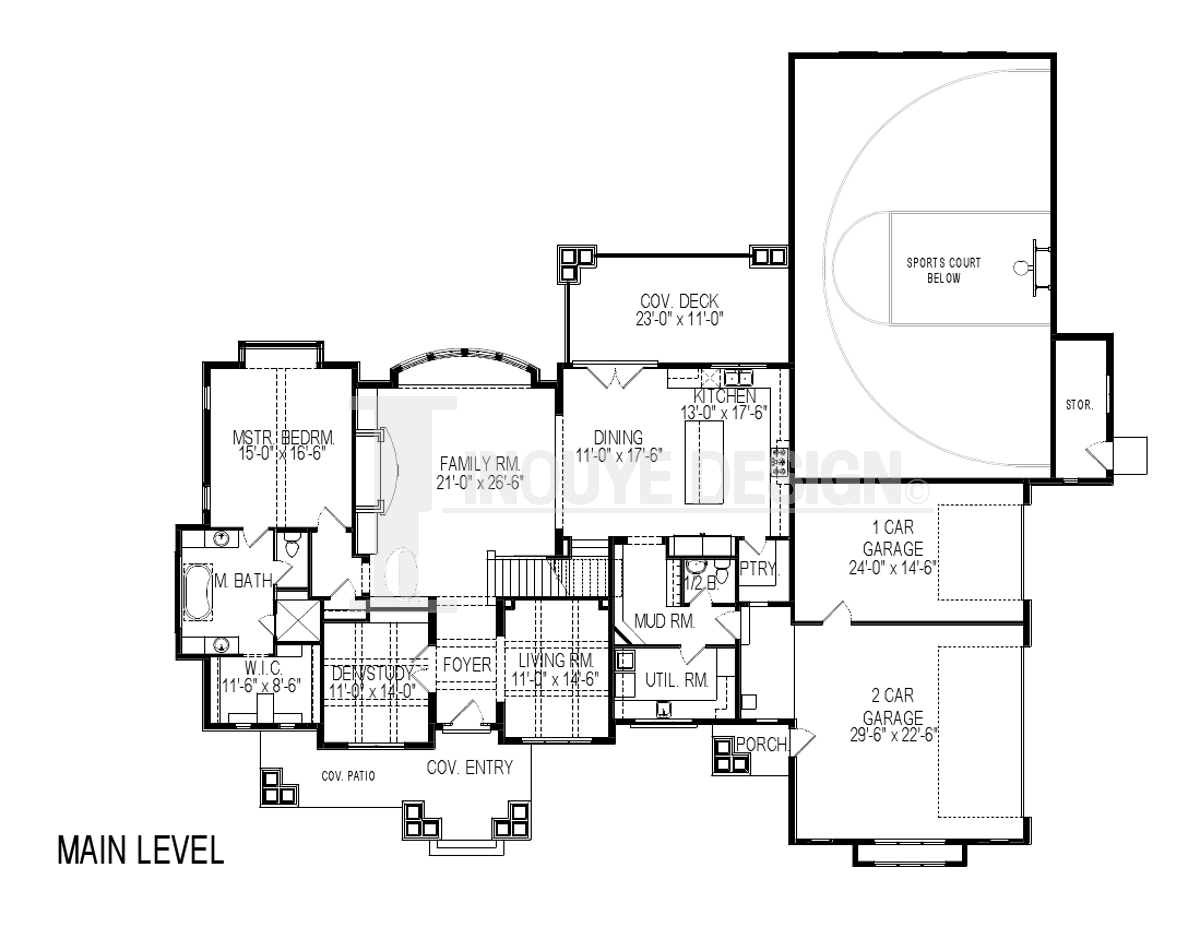 SPORTS COURT
BELOW
COV. DECK
23'-0" x 11'-0"
KITCHEN
13'-0" x 17'-6"
STOR.
MSTR. BEDRM.
15'-0" x 16'-6"
DINING
11'-0" x 17'-6"
FAMILY RM.
21'-0" x 26'-6"
INOUYE DESIGN ©
1 CAR
GARAGE
24'-0" x 14'-6"
M. BATH
1/2 B.
PTRY.
MUD RM.
W.I.C.
11'-6" x 8'-6"
DEN/STUDY
11'-0" x 14'-0"
FOYER
LIVING RM.
11'-0" x 14'-6"
UTIL. RM.
2 CAR
GARAGE
29'-6" x 22'-6"
PORCH
COV. PATIO
COV. ENTRY
MAIN LEVEL